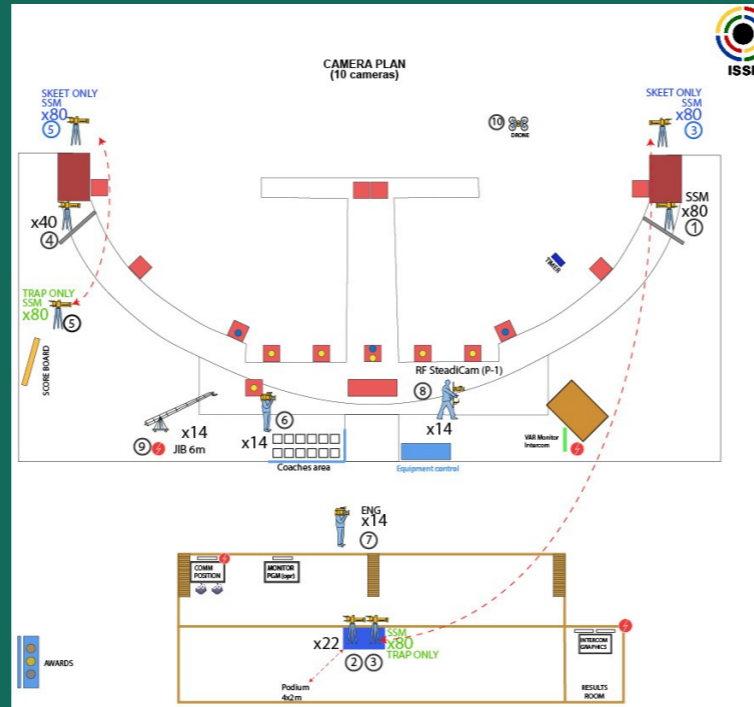 CAMERA PLAN
(10 cameras)
SKEET ONLY
SSM
x80
5
10
DRONE
SKEET ONLY
SSM
x80
3
x40
4
SSM
x80
1
TIMER
TRAP ONLY
SSM
x80
5
SCORE BOARD
RF SteadiCam (P-1)
8
x14
9
x14
JIB 6m
6
x14
Coaches area
Equipment control
VAR Monitor
Intercom
ENG
x14
7
COMM
POSITION
MONITOR
PGM (opr)
x22
2
3
SSM
x80
TRAP ONLY
INTERCOM
GRAPHICS
AWARDS
Podium
4x2m
RESULTS
ROOM